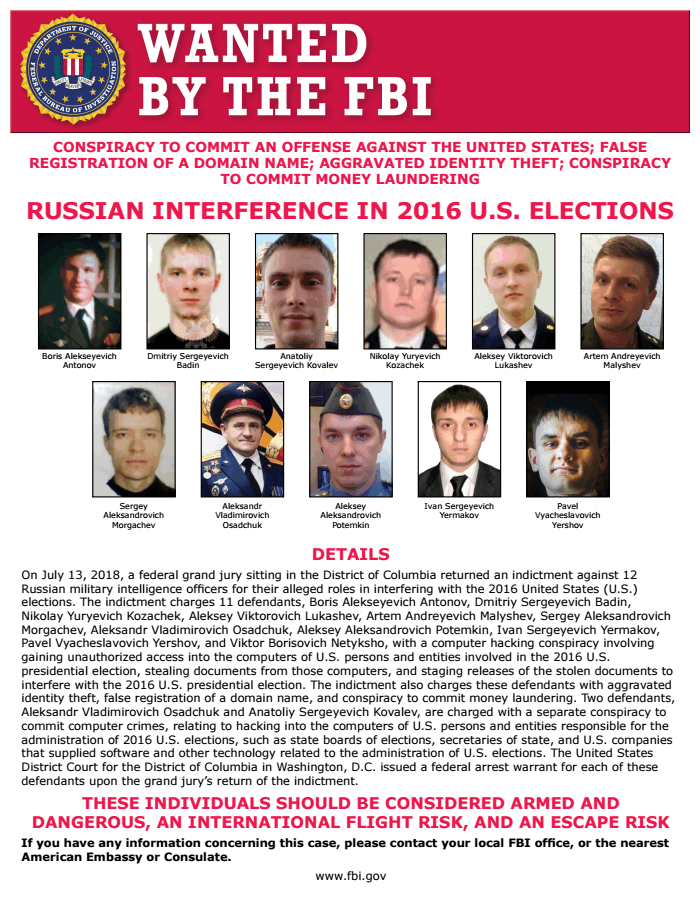 WANTED
BY THE FBI
DEPARTMENT OF JUSTICE
FEDERAL BUREAU OF INVESTIGATION
CONSPIRACY TO COMMIT AN OFFENSE AGAINST THE UNITED STATES; FALSE
REGISTRATION OF A DOMAIN NAME; AGGRAVATED IDENTITY THEFT; CONSPIRACY
TO COMMIT MONEY LAUNDERING
RUSSIAN INTERFERENCE IN 2016 U.S. ELECTIONS
Boris Alekseyevich
Antonov
Dmitriy Sergeyevich
Badin
Anatoliy
Sergeyevich Kovalev
Nikolay Yuryevich
Kozachek
Aleksey Viktorovich
Lukashev
Artem Andreyevich
Malyshev
Sergey
Aleksandrovich
Morgachev
Aleksandr
Vladimirovich
Osadchuk
Aleksey
Aleksandrovich
Potemkin
Ivan Sergeyevich
Yermakov
Pavel
Vyacheslavovich
Yershov
DETAILS
On July 13, 2018, a federal grand jury sitting in the District of Columbia returned an indictment against 12
Russian military intelligence officers for their alleged roles in interfering with the 2016 United States (U.S.)
elections. The indictment charges 11 defendants, Boris Alekseyevich Antonov, Dmitriy Sergeyevich Badin,
Nikolay Yuryevich Kozachek, Aleksey Viktorovich Lukashev, Artem Andreyevich Malyshev, Sergey Aleksandrovich
Morgachev, Aleksandr Vladimirovich Osadchuk, Aleksey Aleksandrovich Potemkin, Ivan Sergeyevich Yermakov,
Pavel Vyacheslavovich Yershov, and Viktor Borisovich Netyksho, with a computer hacking conspiracy involving
gaining unauthorized access into the computers of U.S. persons and entities involved in the 2016 U.S.
presidential election, stealing documents from those computers, and staging releases of the stolen documents to
interfere with the 2016 U.S. presidential election. The indictment also charges these defendants with aggravated
identity theft, false registration of a domain name, and conspiracy to commit money laundering. Two defendants,
Aleksandr Vladimirovich Osadchuk and Anatoliy Sergeyevich Kovalev, are charged with a separate conspiracy to
commit computer crimes, relating to hacking into the computers of U.S. persons and entities responsible for the
administration of 2016 U.S. elections, such as state boards of elections, secretaries of state, and U.S. companies
that supplied software and other technology related to the administration of U.S. elections. The United States
District Court for the District of Columbia in Washington, D.C. issued a federal arrest warrant for each of these
defendants upon the grand jury's return of the indictment.
THESE INDIVIDUALS SHOULD BE CONSIDERED ARMED AND
DANGEROUS, AN INTERNATIONAL FLIGHT RISK, AND AN ESCAPE RISK
If you have any information concerning this case, please contact your local FBI office, or the nearest
American Embassy or Consulate.
www.fbi.gov